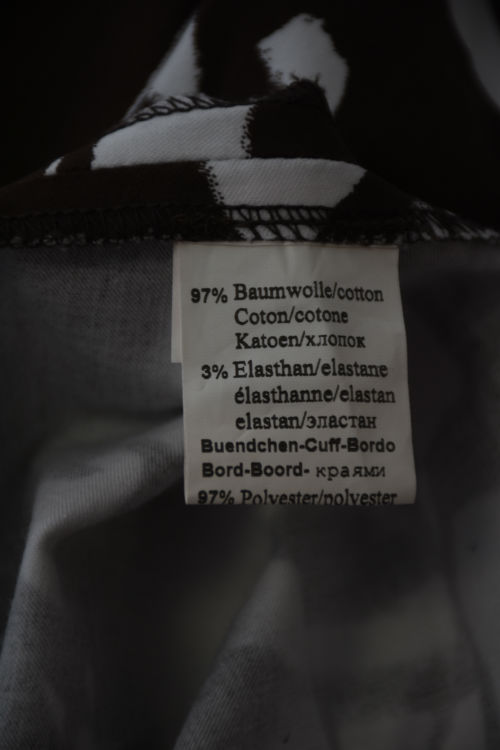 97% Baumwolle/cotton
Coton/cotone
Katoen/хлопок
3% Elasthan/elastane
élasthanne/elastan
elastan/эластан
Buendchen-Cuff-Bordo
Bord-Boord- краями
97% Polyester/polyester